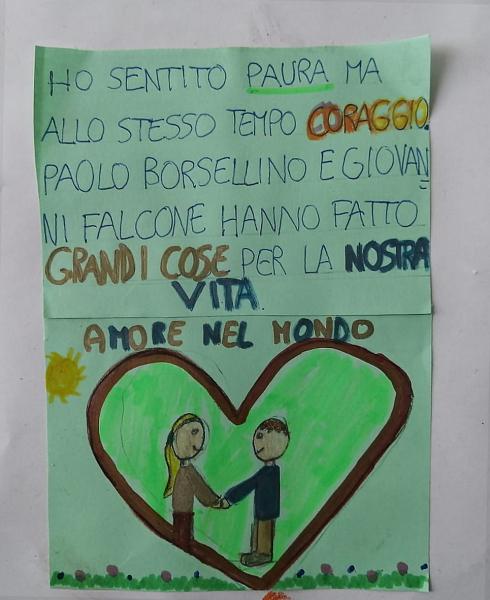 HO SENTITO PAURA MA
ALLO STESSO TEMPO CORAGGIO.
PAOLO BORSELLINO E GIOVAN
NI FALCONE HANNO FATTO
GRANDI COSE PER LA NOSTRA
VITA.
AMORE NEL MONDO